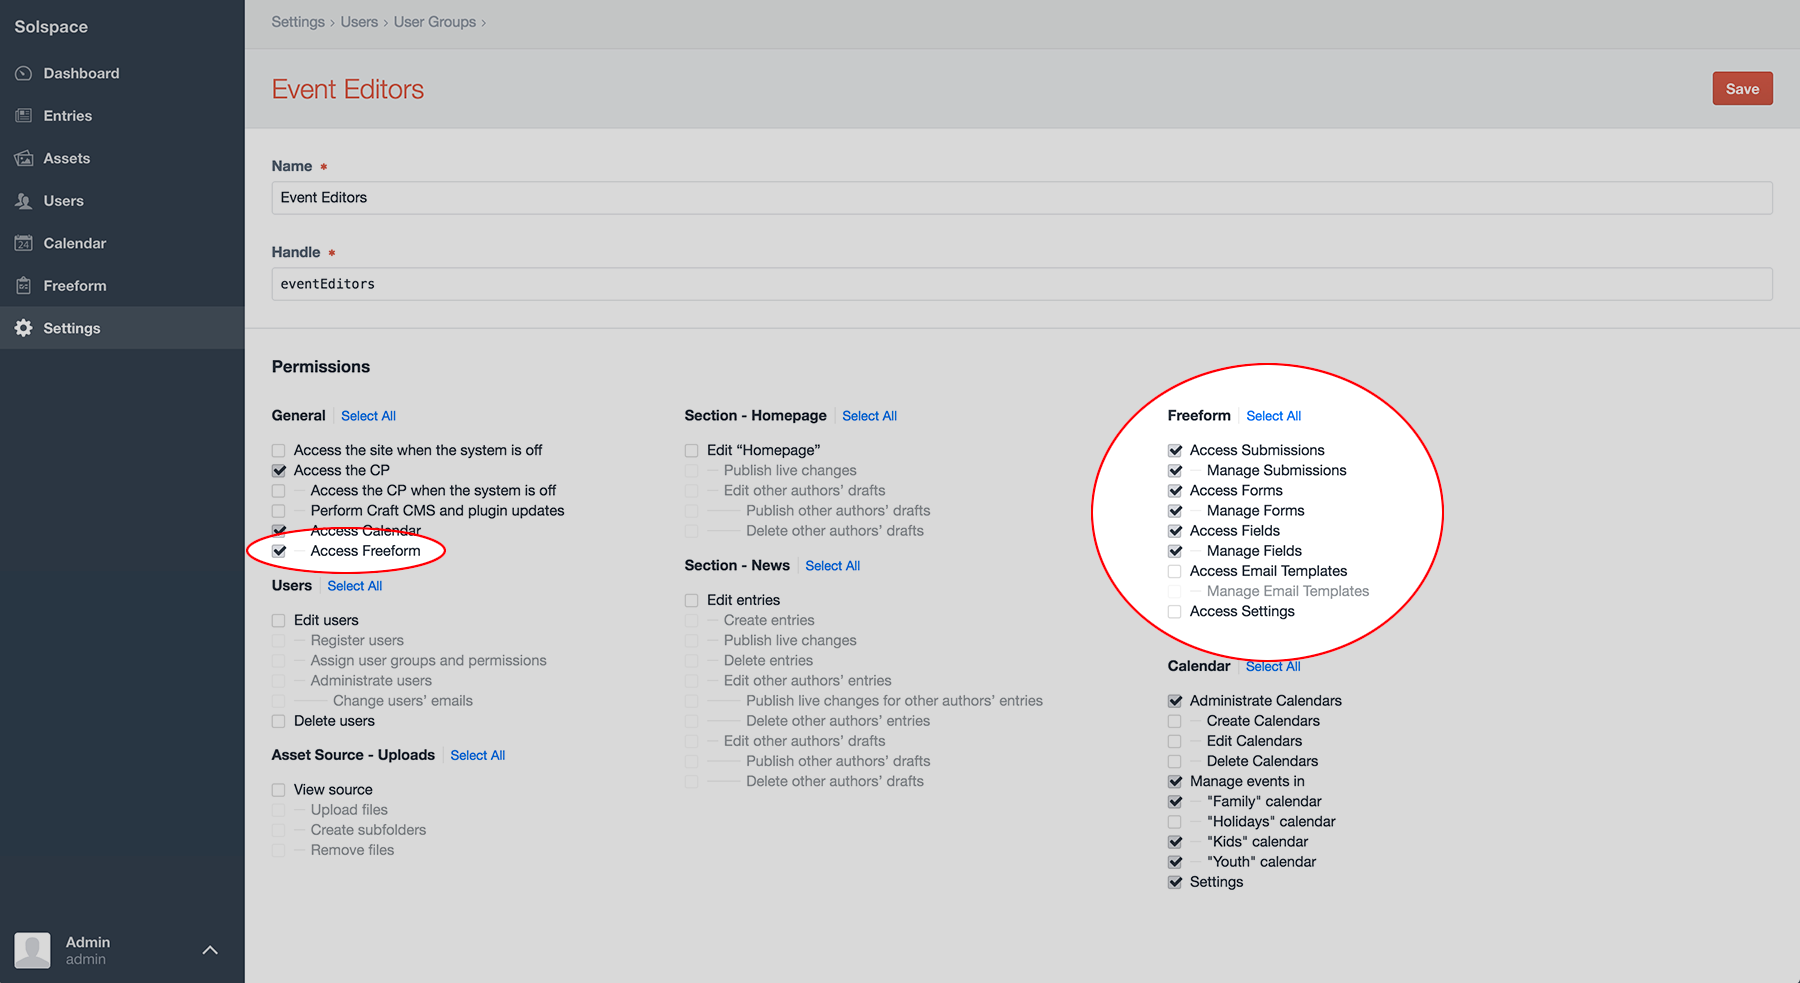 Solspace
Dashboard
Entries
Assets
Users
24 Calendar
Freeform
Settings
Admin
admin
Settings › Users › User Groups ›
Event Editors
Save
Name *
Event Editors
Handle *
eventEditors
Permissions
General Select All
Access the site when the system is off
Access the CP
Access the CP when the system is off
Perform Craft CMS and plugin updates
Access Calendar
Access Freeform
Users Select All
Edit users
Register users
Assign user groups and permissions
Administrate users
Change users’ emails
Delete users
Asset Source - Uploads Select All
View source
Upload files
Create subfolders
Remove files
Section - Homepage Select All
Edit “Homepage”
Publish live changes
Edit other authors’ drafts
Publish other authors’ drafts
Delete other authors’ drafts
Section - News Select All
Edit entries
Create entries
Publish live changes
Delete entries
Edit other authors’ entries
Publish live changes for other authors’ entries
Delete other authors’ entries
Edit other authors’ drafts
Publish other authors’ drafts
Delete other authors’ drafts
Freeform Select All
Access Submissions
Manage Submissions
Access Forms
Manage Forms
Access Fields
Manage Fields
Access Email Templates
Manage Email Templates
Access Settings
Calendar Select All
Administrate Calendars
Create Calendars
Edit Calendars
Delete Calendars
Manage events in
"Family" calendar
"Holidays" calendar
"Kids" calendar
"Youth" calendar
Settings